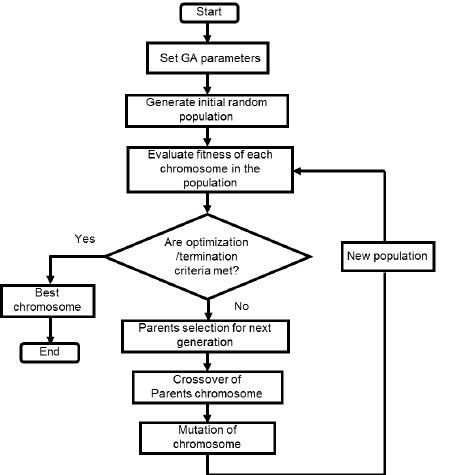 Start
Set GA parameters
Generate initial random
population
Evaluate fitness of each
chromosome in the
population
Yes
Are optimization
/termination
criteria met?
New population
Best
chromosome
No
End
Parents selection for next
generation
Crossover of
Parents chromosome
Mutation of
chromosome